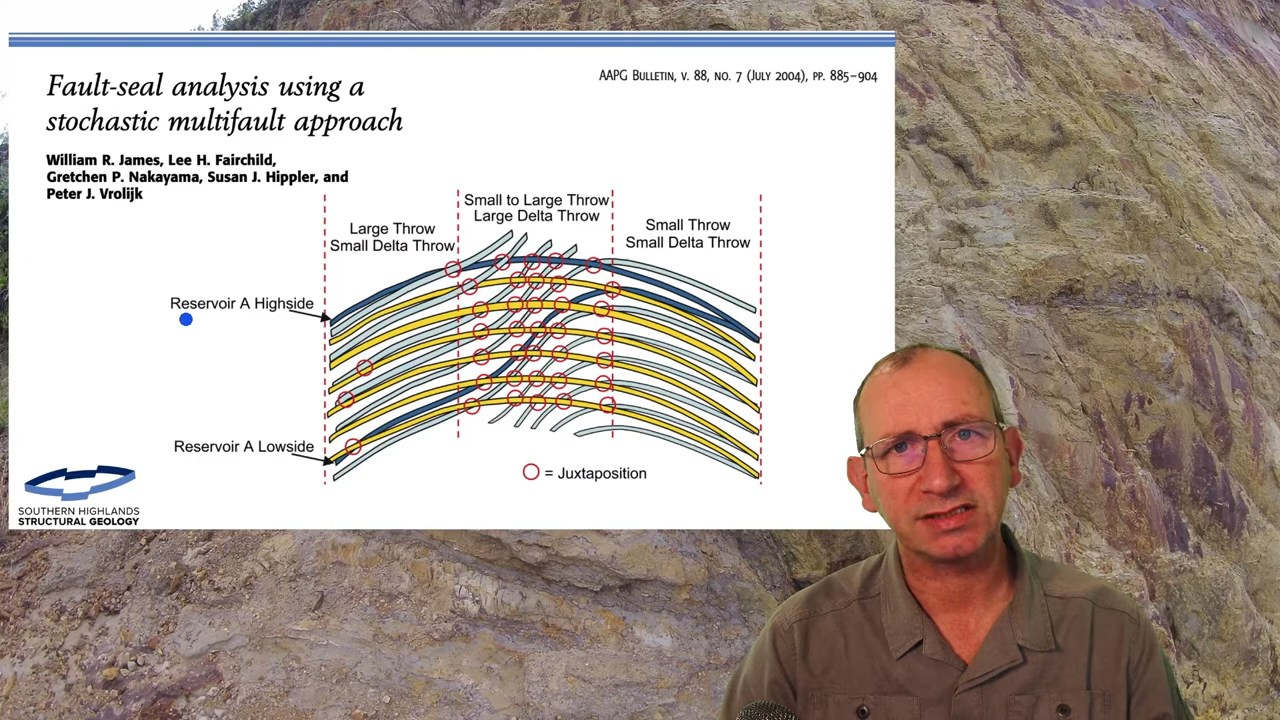 Fault-seal analysis using a
stochastic multifault approach
AAPG BULLETIN, V. 88, NO. 7 (JULY 2004), PP. 885–904
William R. James, Lee H. Fairchild,
Gretchen P. Nakayama, Susan J. Hippler, and
Peter J. Vrolijk
Large Throw
Small Delta Throw
Small to Large Throw
Large Delta Throw
Small Throw
Small Delta Throw
Reservoir A Highside
Reservoir A Lowside
= Juxtaposition
SOUTHERN HIGHLANDS
STRUCTURAL GEOLOGY